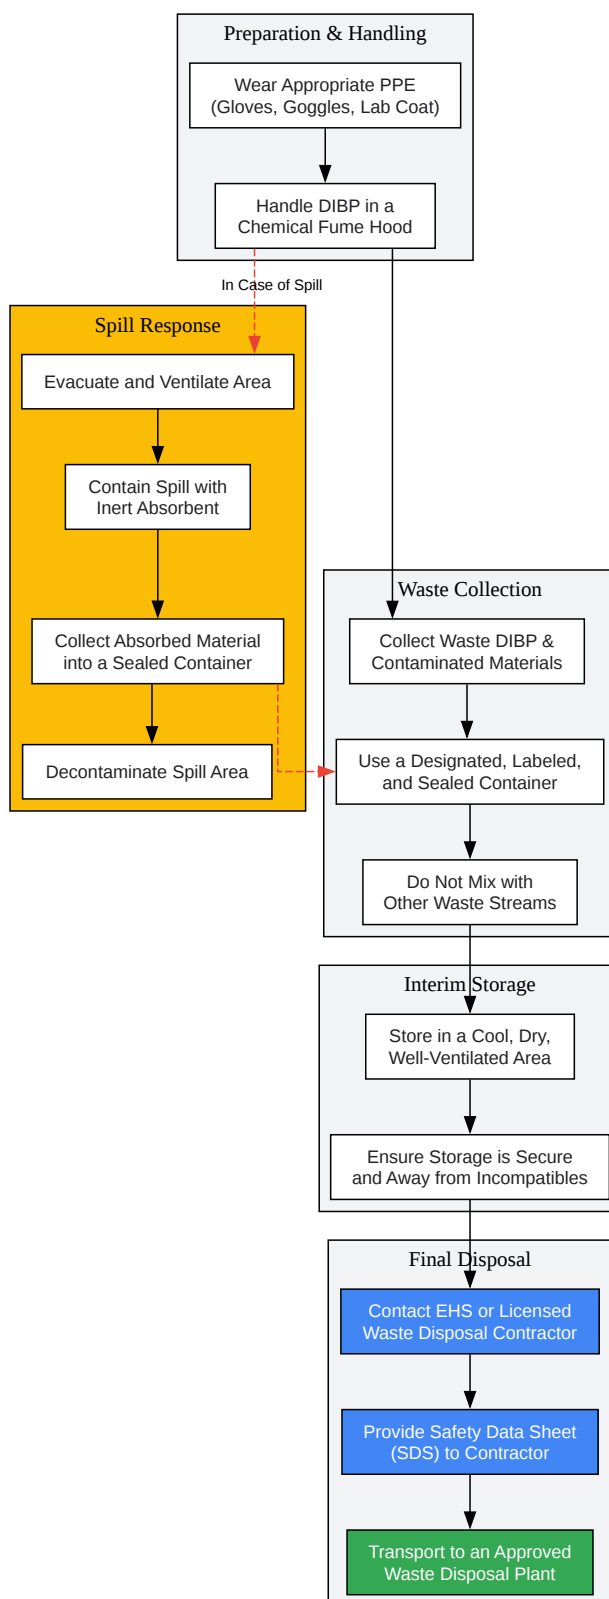 Preparation & Handling
Wear Appropriate PPE
(Gloves, Goggles, Lab Coat)
Handle DIBP in a
Chemical Fume Hood
In Case of Spill
Spill Response
Evacuate and Ventilate Area
Contain Spill with
Inert Absorbent
Collect Absorbed Material
into a Sealed Container
Decontaminate Spill Area
Waste Collection
Collect Waste DIBP &
Contaminated Materials
Use a Designated, Labeled,
and Sealed Container
Do Not Mix with
Other Waste Streams
Interim Storage
Store in a Cool, Dry,
Well-Ventilated Area
Ensure Storage is Secure
and Away from Incompatibles
Final Disposal
Contact EHS or Licensed
Waste Disposal Contractor
Provide Safety Data Sheet
(SDS) to Contractor
Transport to an Approved
Waste Disposal Plant